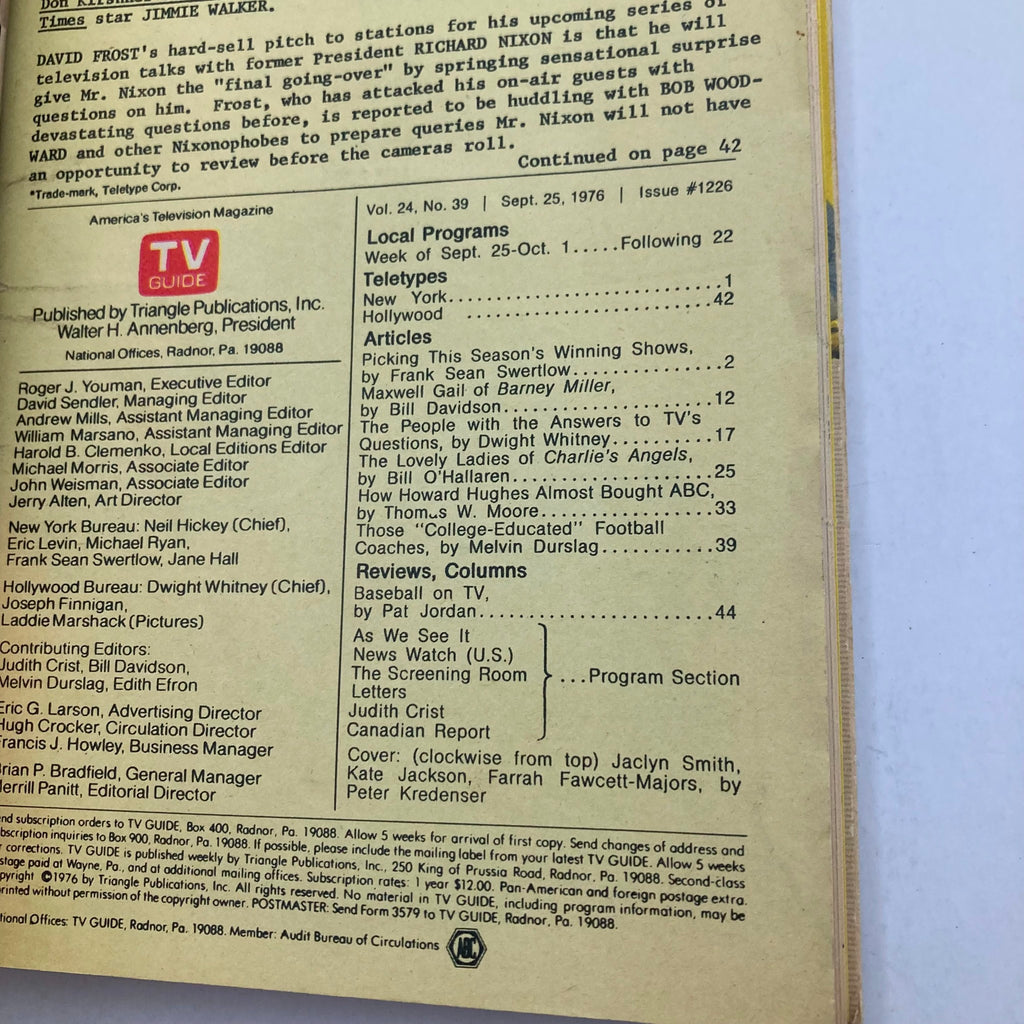 Times star JIMMIE WALKER.
DAVID FROST's hard-sell pitch to stations for his upcoming series of
television talks with former President RICHARD NIXON is that he will
give Mr. Nixon the "final going-over" by springing sensational surprise
questions on him. Frost, who has attacked his on-air guests with
devastating questions before, is reported to be huddling with BOB WOOD-
WARD and other Nixonophobes to prepare queries Mr. Nixon will not have
an opportunity to review before the cameras roll.
Continued on page 42
*Trade-mark, Teletype Corp.
America's Television Magazine
TV
GUIDE
Published by Triangle Publications, Inc.
Walter H. Annenberg, President
National Offices, Radnor, Pa. 19088
Roger J. Youman, Executive Editor
David Sendler, Managing Editor
Andrew Mills, Assistant Managing Editor
William Marsano, Assistant Managing Editor
Harold B. Clemenko, Local Editions Editor
Michael Morris, Associate Editor
John Weisman, Associate Editor
Jerry Alten, Art Director
New York Bureau: Neil Hickey (Chief),
Eric Levin, Michael Ryan,
Frank Sean Swertlow, Jane Hall
Hollywood Bureau: Dwight Whitney (Chief),
Joseph Finnigan,
Laddie Marshack (Pictures)
Contributing Editors:
Judith Crist, Bill Davidson,
Melvin Durslag, Edith Efron
Eric G. Larson, Advertising Director
Hugh Crocker, Circulation Director
Francis J. Howley, Business Manager
rian P. Bradfield, General Manager
Merrill Panitt, Editorial Director
Vol. 24, No. 39 | Sept. 25, 1976 | Issue #1226
Local Programs
Week of Sept. 25-Oct. 1.....Following 22
Teletypes
New York...............................1
Hollywood ............................42
Articles
Picking This Season's Winning Shows,
by Frank Sean Swertlow..................2
Maxwell Gail of Barney Miller,
by Bill Davidson.........................12
The People with the Answers to TV's
Questions, by Dwight Whitney..........17
The Lovely Ladies of Charlie's Angels,
by Bill O'Hallaren......................25
How Howard Hughes Almost Bought ABC,
by Thomas W. Moore....................33
Those "College-Educated" Football
Coaches, by Melvin Durslag...........39
Reviews, Columns
Baseball on TV,
by Pat Jordan..........................44
As We See It
News Watch (U.S.)
The Screening Room
Letters
Judith Crist
Canadian Report
...Program Section
Cover: (clockwise from top) Jaclyn Smith,
Kate Jackson, Farrah Fawcett-Majors, by
Peter Kredenser
nd subscription orders to TV GUIDE, Box 400, Radnor, Pa. 19088. Allow 5 weeks for arrival of first copy. Send changes of address and
bscription inquiries to Box 900, Radnor, Pa. 19088. If possible, please include the mailing label from your latest TV GUIDE. Allow 5 weeks
r corrections. TV GUIDE is published weekly by Triangle Publications, Inc., 250 King of Prussia Road, Radnor, Pa. 19088. Second-class
stage paid at Wayne, Pa., and at additional mailing offices. Subscription rates: 1 year $12.00. Pan-American and foreign postage extra.
pyright ©1976 by Triangle Publications, Inc. All rights reserved. No material in TV GUIDE, including program information, may be
rinted without permission of the copyright owner. POSTMASTER: Send Form 3579 to TV GUIDE, Radnor, Pa. 19088.
tional Offices: TV GUIDE, Radnor, Pa. 19088. Member: Audit Bureau of Circulations ABC